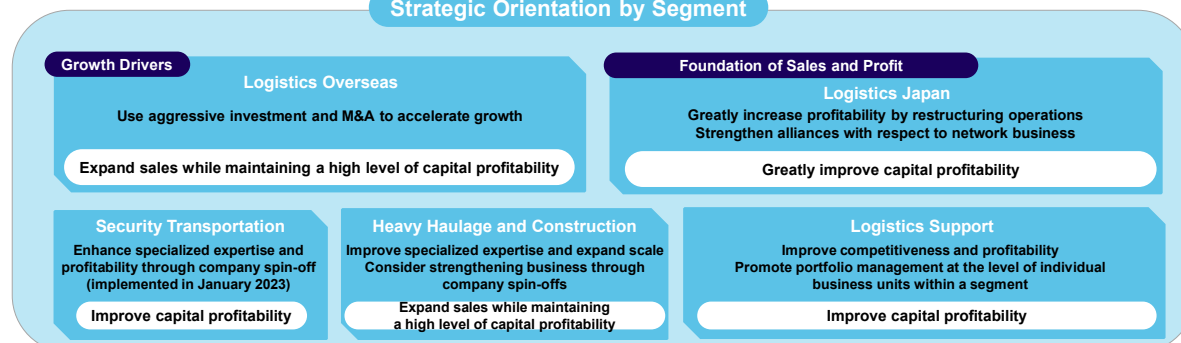 Strategic Orientation by Segment
Growth Drivers
Logistics Overseas
Use aggressive investment and M&A to accelerate growth
Expand sales while maintaining a high level of capital profitability
Foundation of Sales and Profit
Logistics Japan
Greatly increase profitability by restructuring operations
Strengthen alliances with respect to network business
Greatly improve capital profitability
Security Transportation
Enhance specialized expertise and
profitability through company spin-off
(implemented in January 2023)
Improve capital profitability
Heavy Haulage and Construction
Improve specialized expertise and expand scale
Consider strengthening business through
company spin-offs
Expand sales while maintaining
a high level of capital profitability
Logistics Support
Improve competitiveness and profitability
Promote portfolio management at the level of individual
business units within a segment
Improve capital profitability